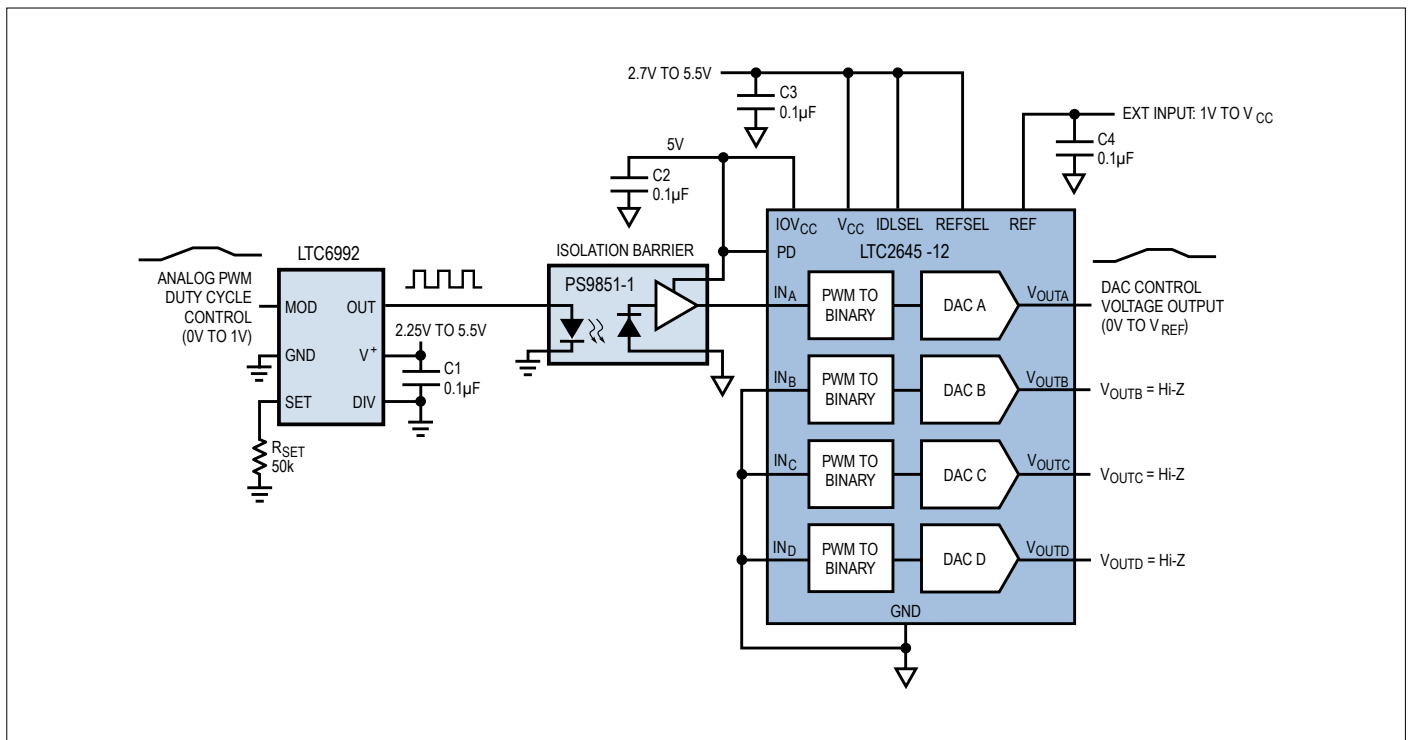 2.7V TO 5.5V
C3
0.1µF
EXT INPUT: 1V TO VCC
C4
0.1µF
5V
C2
0.1µF
IOVCC VCC IDLSEL REFSEL REF
PD
LTC2645 -12
ISOLATION BARRIER
PS9851-1
LTC6992
ANALOG PWM
DUTY CYCLE
CONTROL
(0V TO 1V)
MOD
OUT
GND
V+
SET
DIV
2.25V TO 5.5V
C1
0.1µF
RSET
50k
INA
PWM TO
BINARY
DAC A
VOUTA
DAC CONTROL
VOLTAGE OUTPUT
(0V TO VREF)
INB
PWM TO
BINARY
DAC B
VOUTB
VOUTB = Hi-Z
INC
PWM TO
BINARY
DAC C
VOUTC
VOUTC = Hi-Z
IND
PWM TO
BINARY
DAC D
VOUTD
VOUTD = Hi-Z
GND